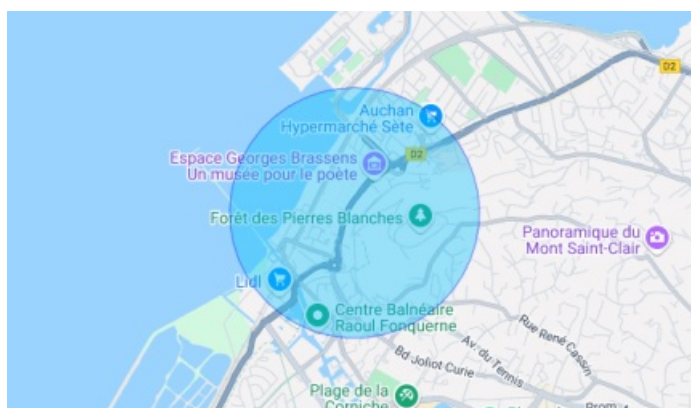 D2
Auchan
Hypermarché Sète
D2
Espace Georges Brassens
Un musée pour le poète
Forêt des Pierres Blanches
Panoramique du
Mont Saint-Clair
Lidl
Centre Balnéaire
Raoul Fonquerne
Rue René Cassin
Av. du Tennis
Bd Joliot Curie
Plage de la
Corniche